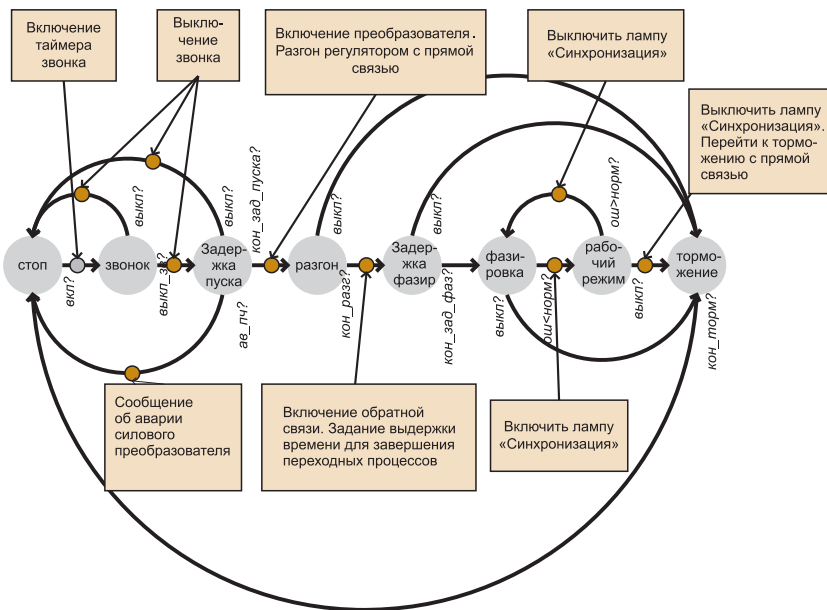 Включение
таймера
звонка
Выклю-
чение
звонка
Включение преобразователя.
Разгон регулятором с прямой
связью
Выключить лампу
«Синхронизация»
Выключить лампу
«Синхронизация».
Перейти к тормо-
жению с прямой
связью
выкл?
выкл?
кон_зад_пуска?
выкл?
выкл?
ош>норм?
стоп
звонок
Задер-
жка
пуска
разгон
Задер-
жка
фазир
фази-
ровка
рабо-
чий
режим
тормо-
жение
вкл?
выкл_зв?
ав_пч?
кон_разг?
кон_зад_фаз?
выкл?
ош<норм?
выкл?
кон_торм?
Сообщение
об аварии
силового
преобразователя
Включение обратной
связи. Задание выдержки
времени для завершения
переходных процессов
Включить лампу
«Синхронизация»